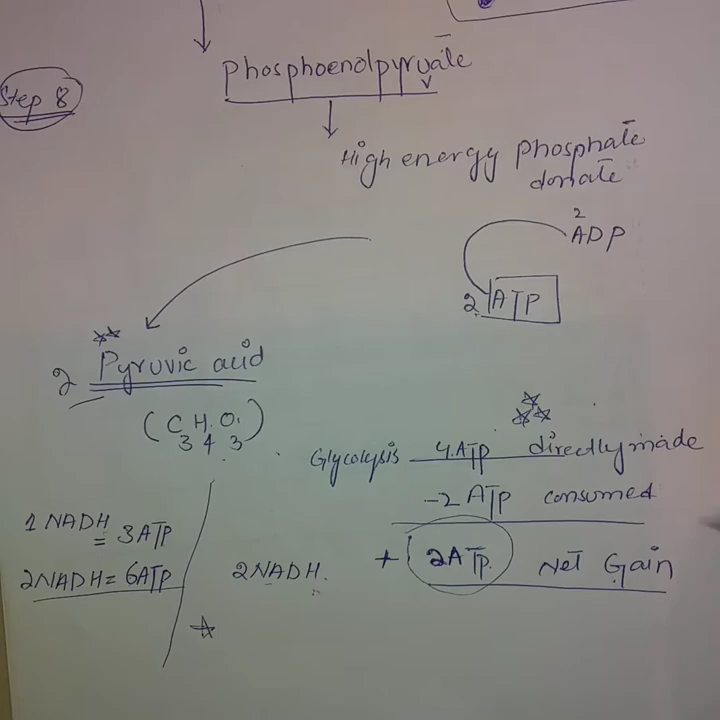 Phosphoenolpyruvate
Step 8
High energy phosphate
donate
2
ADP
2 ATP
2 Pyruvic acid
(C3H4O3)
Glycolysis 4ATP directly made
-2 ATP consumed
+ 2ATP Net Gain
1 NADH = 3ATP
2NADH = 6ATP
2NADH.